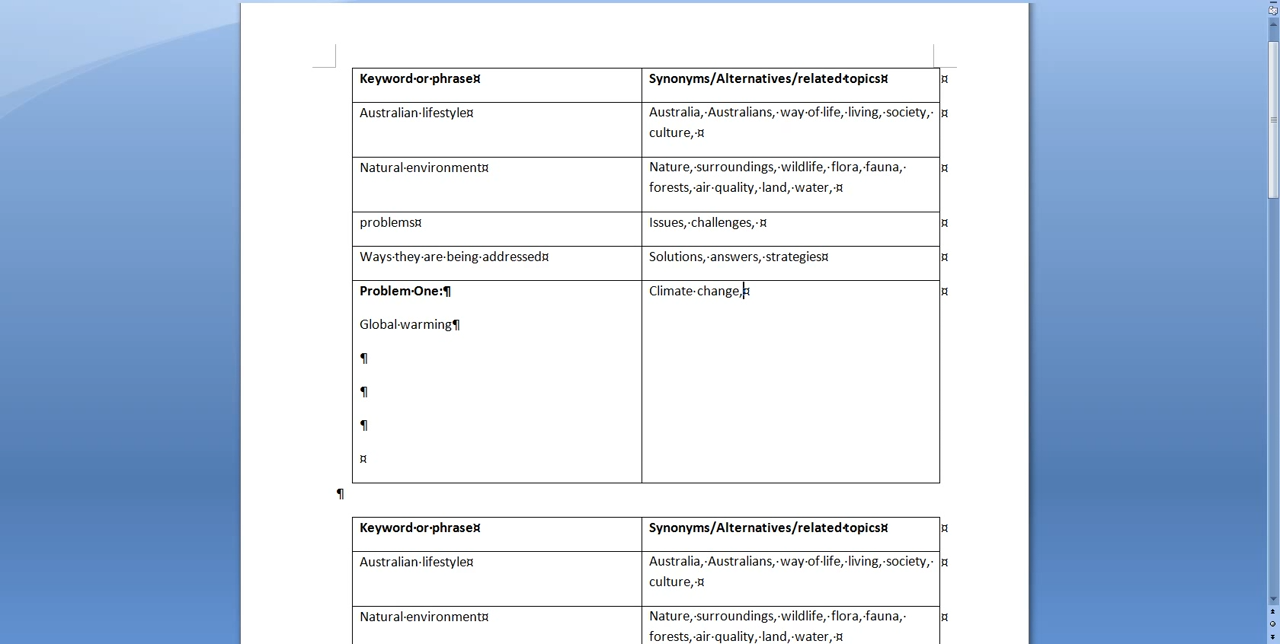 Keyword or phrase
Synonyms/Alternatives/related topics
Australian lifestyle
Australia, Australians, way of life, living, society,
culture,
Natural environment
Nature, surroundings, wildlife, flora, fauna,
forests, air quality, land, water,
problems
Issues, challenges,
Ways they are being addressed
Solutions, answers, strategies
Problem One:¶
Climate change,
Global warming¶
¶
¶
¶
¶
Keyword or phrase
Synonyms/Alternatives/related topics
Australian lifestyle
Australia, Australians, way of life, living, society,
culture,
Natural environment
Nature, surroundings, wildlife, flora, fauna,
forests, air quality, land, water,